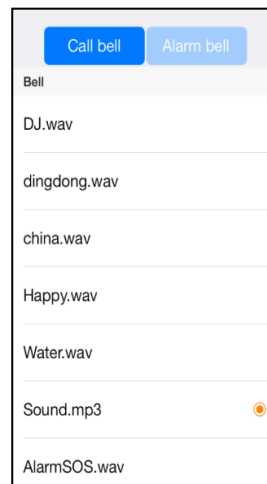 Call bell Alarm bell
Bell
DJ.wav
dingdong.wav
china.wav
Happy.wav
Water.wav
Sound.mp3
AlarmSOS.wav